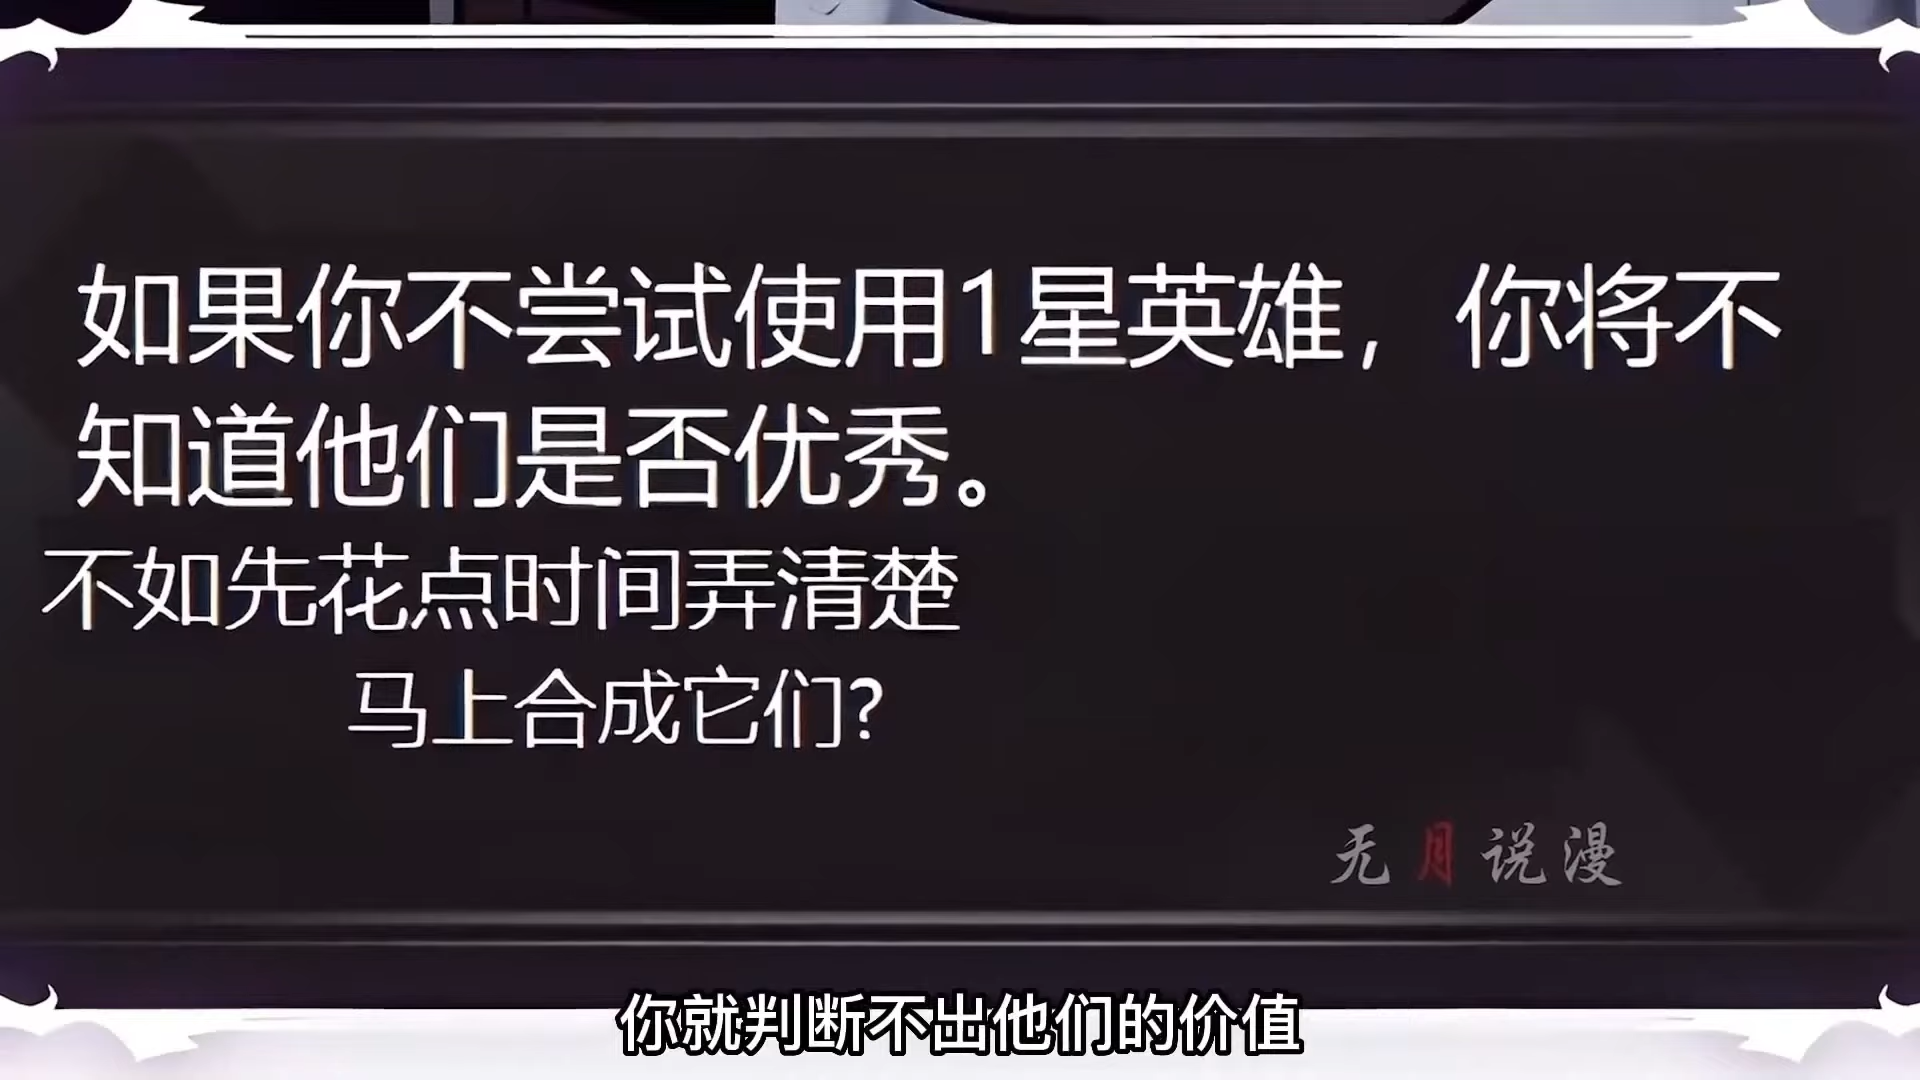 如果你不尝试使用1星英雄，你将不
知道他们是否优秀。
不如先花点时间弄清楚
马上合成它们?
无月说漫
你就判断不出他们的价值